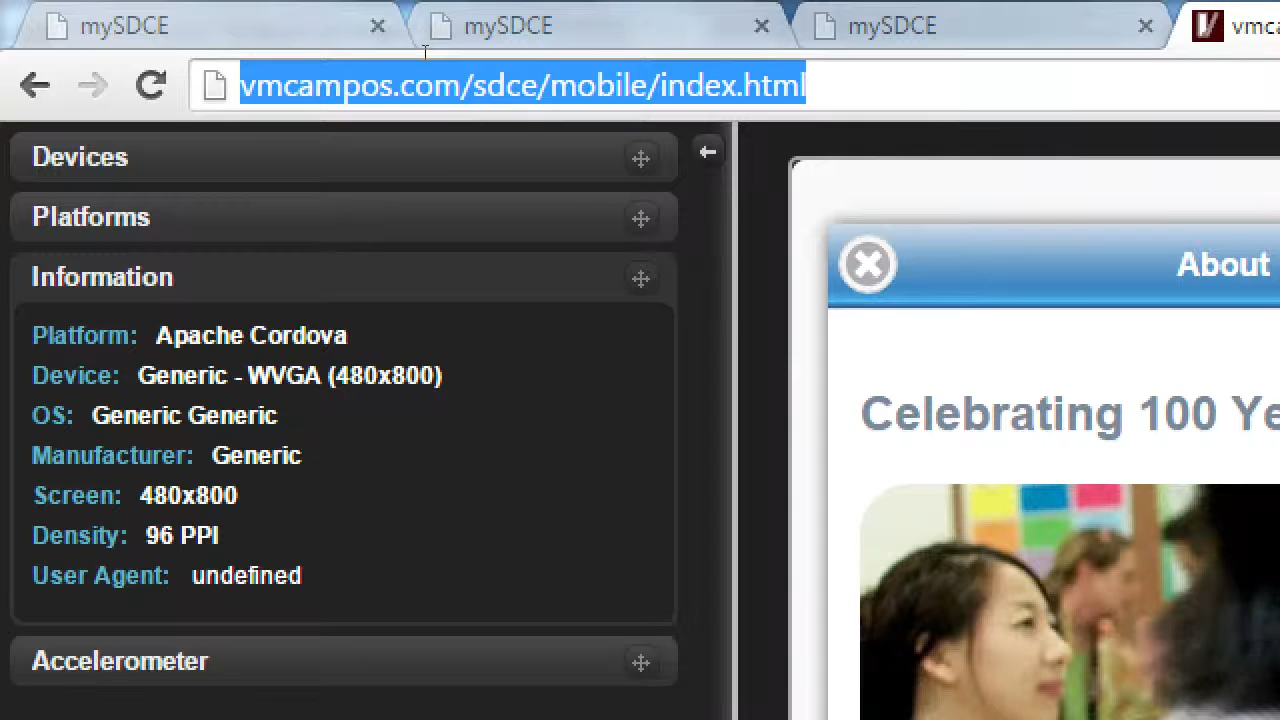 mySDCE
mySDCE
mySDCE
vmca
vmcampos.com/sdce/mobile/index.html
Devices
Platforms
Information
Platform: Apache Cordova
Device: Generic - WVGA (480x800)
OS: Generic Generic
Manufacturer: Generic
Screen: 480x800
Density: 96 PPI
User Agent: undefined
Accelerometer
About
Celebrating 100 Ye